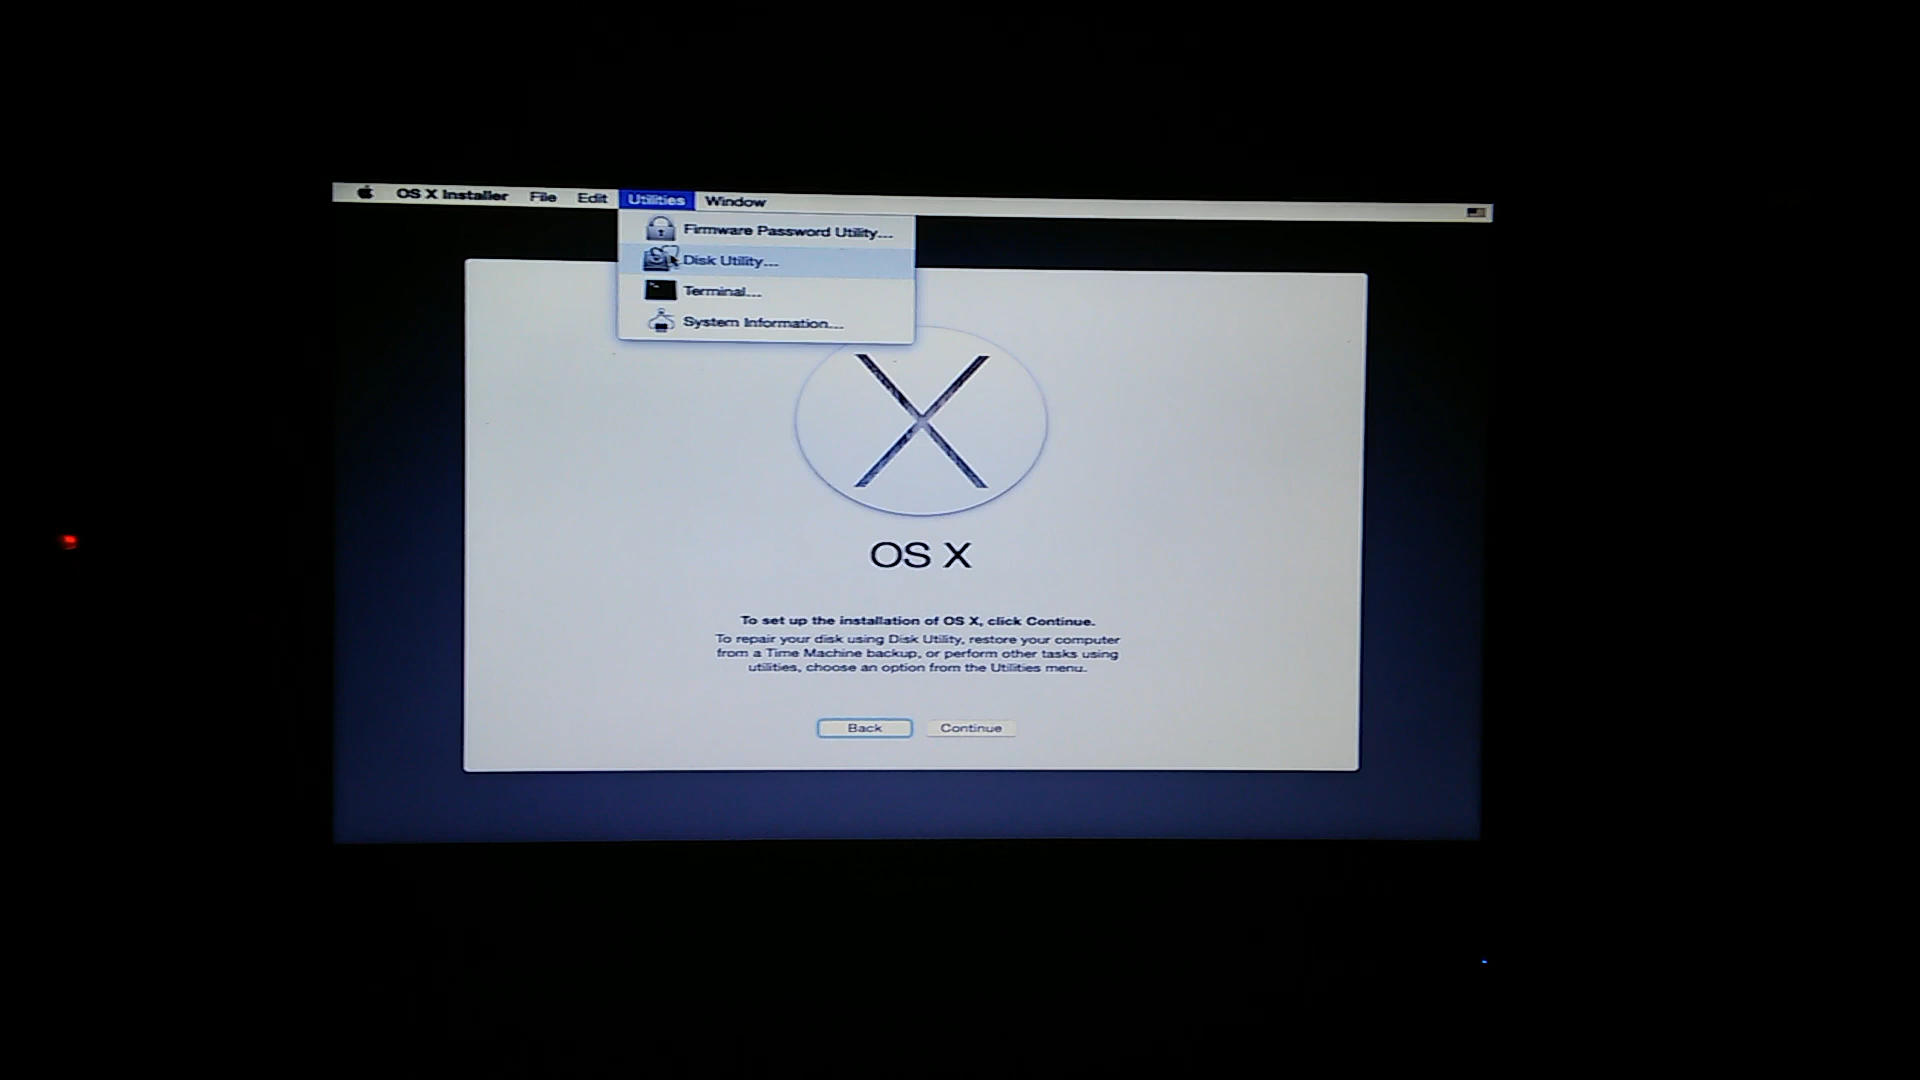 OS X Installer File Edit Utilities Window
Firmware Password Utility...
Disk Utility...
Terminal...
System Information...
OS X
To set up the installation of OS X, click Continue.
To repair your disk using Disk Utility, restore your computer
from a Time Machine backup, or perform other tasks using
utilities, choose an option from the Utilities menu.
Back Continue